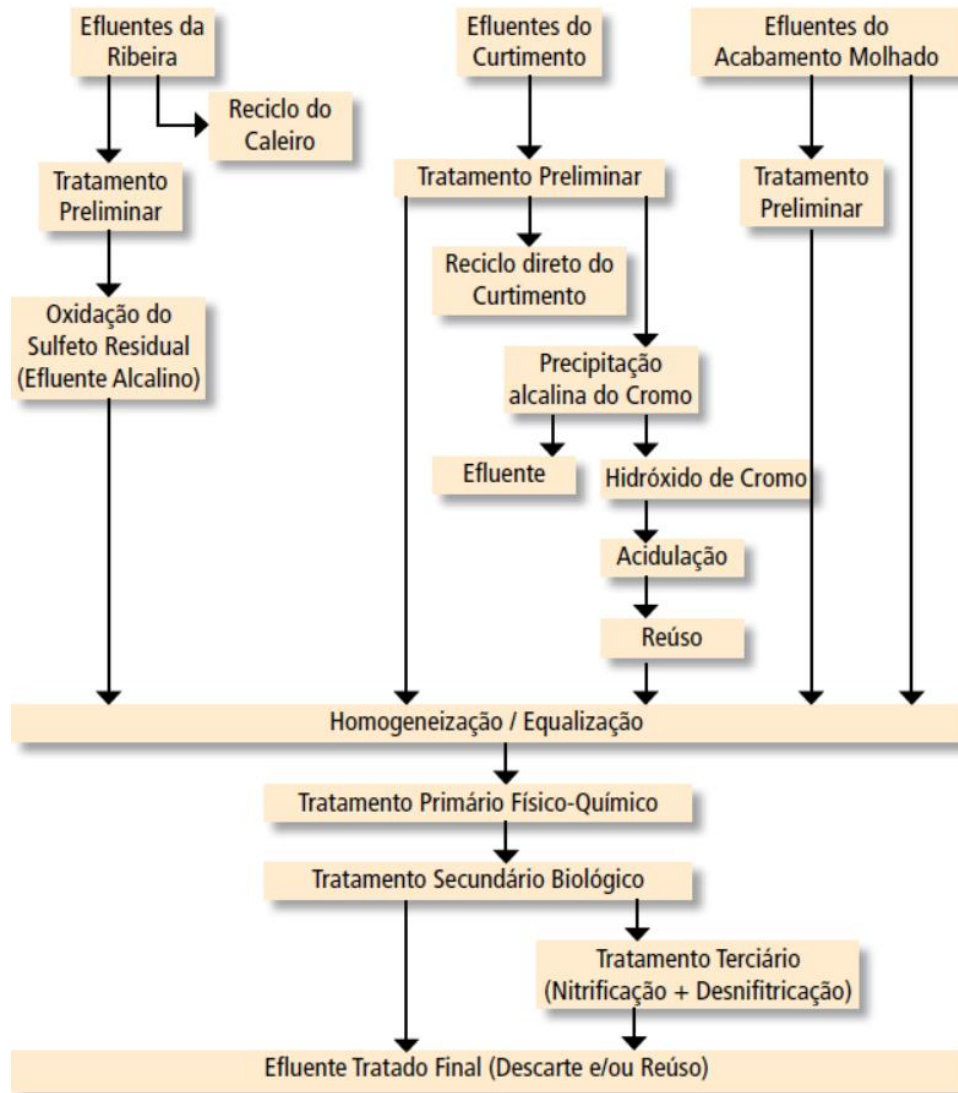 Efluentes da
Ribeira
Efluentes do
Curtimento
Efluentes do
Acabamento Molhado
Reciclo do
Caleiro
Tratamento
Preliminar
Tratamento Preliminar
Tratamento
Preliminar
Reciclo direto do
Curtimento
Oxidação do
Sulfeto Residual
(Efluente Alcalino)
Precipitação
alcalina do Cromo
Efluente
Hidróxido de Cromo
Acidulação
Reúso
Homogeneização / Equalização
Tratamento Primário Físico-Químico
Tratamento Secundário Biológico
Tratamento Terciário
(Nitrificação + Desnifitricação)
Efluente Tratado Final (Descarte e/ou Reúso)